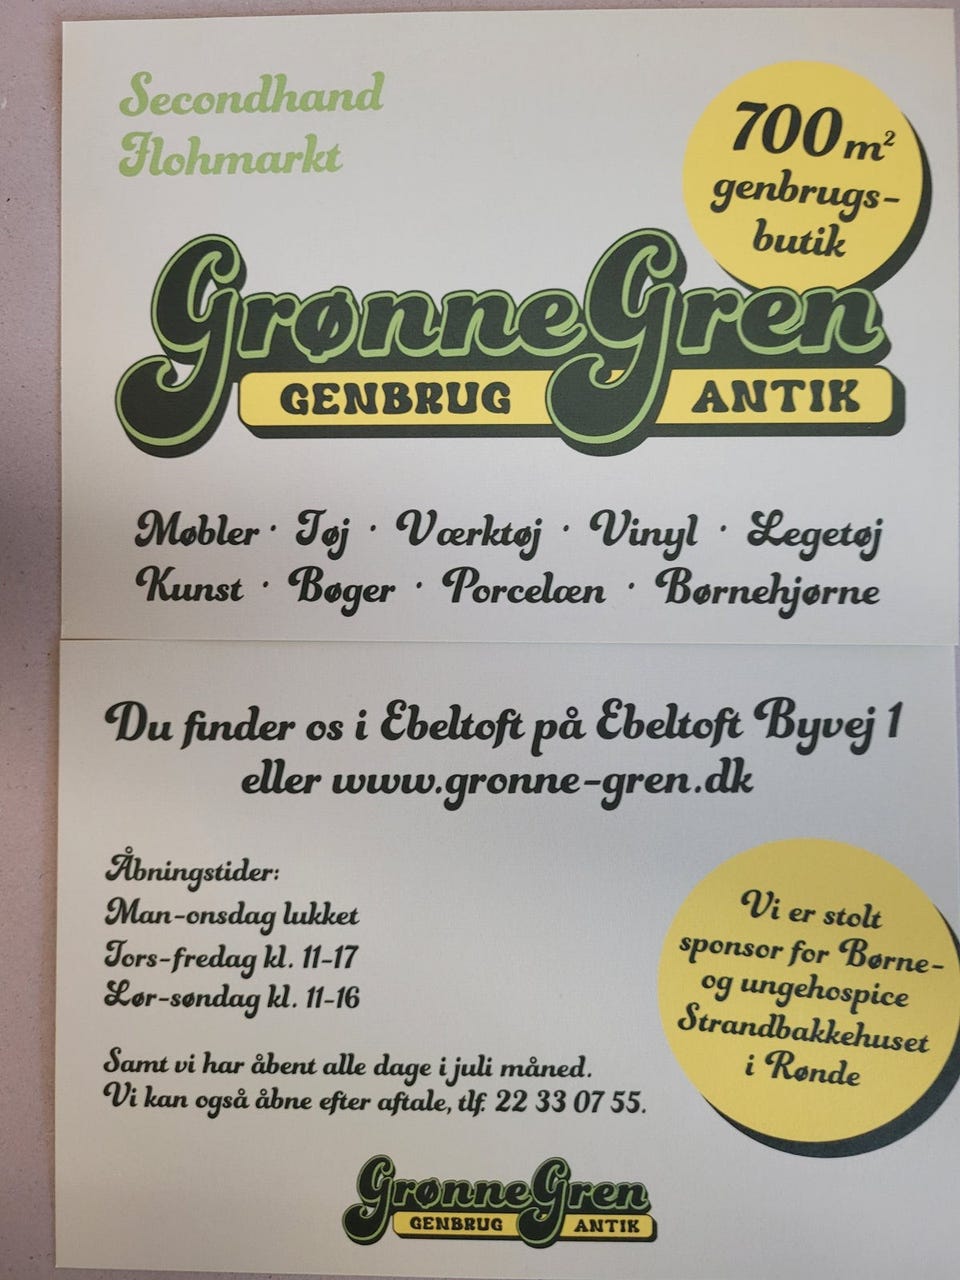 Secondhand
Flohmarkt
700 m²
genbrugs-
butik
GrønneGren
GENBRUG ANTIK
Møbler · Tøj · Værktøj · Vinyl · Legetøj
Kunst · Bøger · Porcelæn · Børnehjørne
Du finder os i Ebeltoft på Ebeltoft Byvej 1
eller www.gronne-gren.dk
Åbningstider:
Man-onsdag lukket
Tors-fredag kl. 11-17
Lør-søndag kl. 11-16
Samt vi har åbent alle dage i juli måned.
Vi kan også åbne efter aftale, tlf. 22 33 07 55.
Vi er stolt
sponsor for Børne-
og ungehospice
Strandbakkehuset
i Rønde
GrønneGren
GENBRUG ANTIK